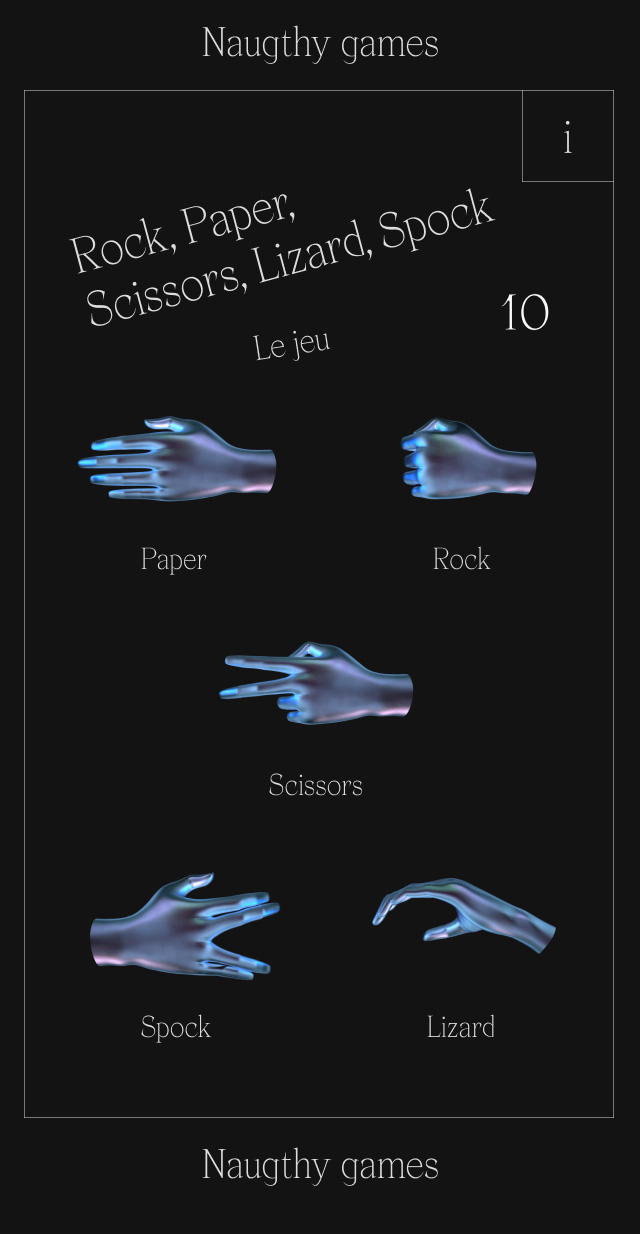 Naugthy games
i
Rock, Paper,
Scissors, Lizard, Spock
10
Le jeu
Paper
Rock
Scissors
Spock
Lizard
Naugthy games